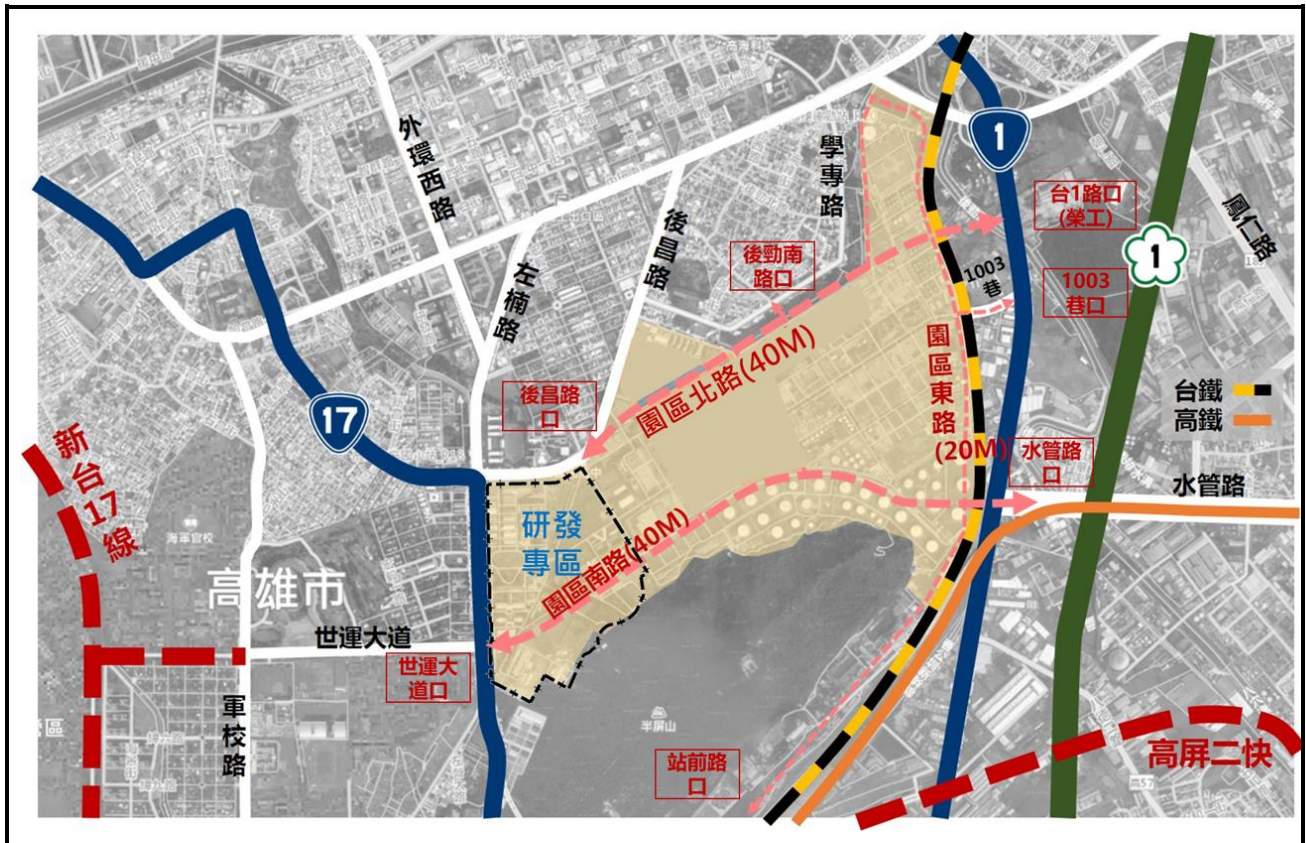 外環西路
學專路
1
台1路口
(榮工)
鳳仁路
後昌路
後勁南
路口
1003
巷
1003
巷口
1
左楠路
園區北路(40M)
園區東路
(20M)
台鐵
高鐵
後昌路
口
17
水管路
口
水管路
新台17線
研發
專區
園區南路(40M)
海軍官校
高雄市
世運大道
世運大
道口
軍校路
半屏山
站前路
口
高屏二快